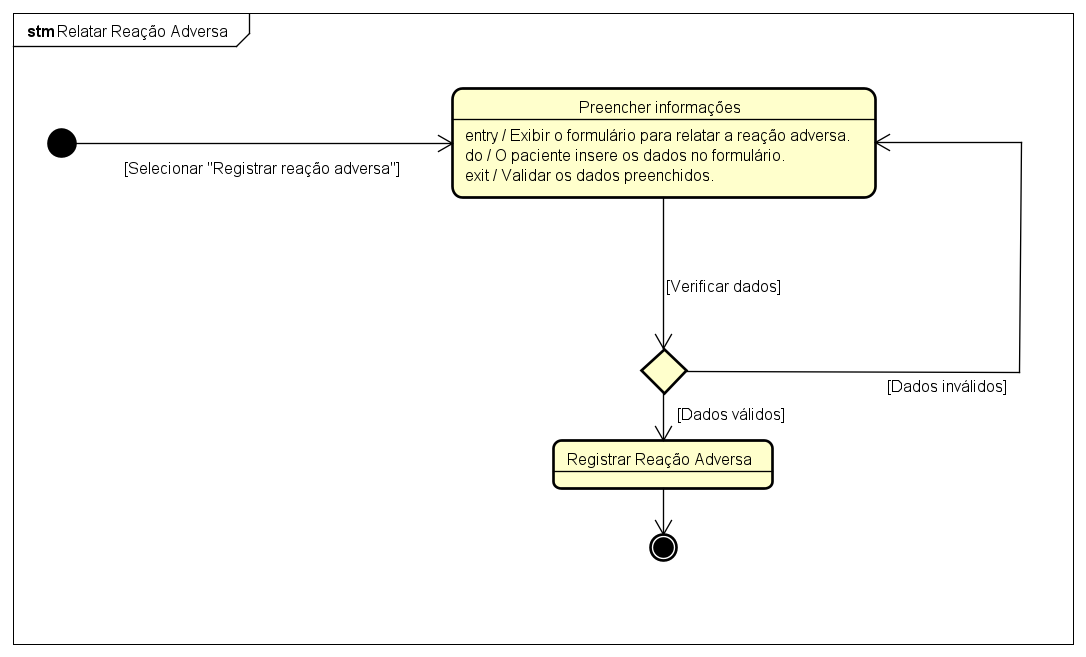 stm Relatar Reação Adversa
Preencher informações
entry / Exibir o formulário para relatar a reação adversa.
do / O paciente insere os dados no formulário.
exit / Validar os dados preenchidos.
[Selecionar "Registrar reação adversa"]
[Verificar dados]
[Dados inválidos]
[Dados válidos]
Registrar Reação Adversa